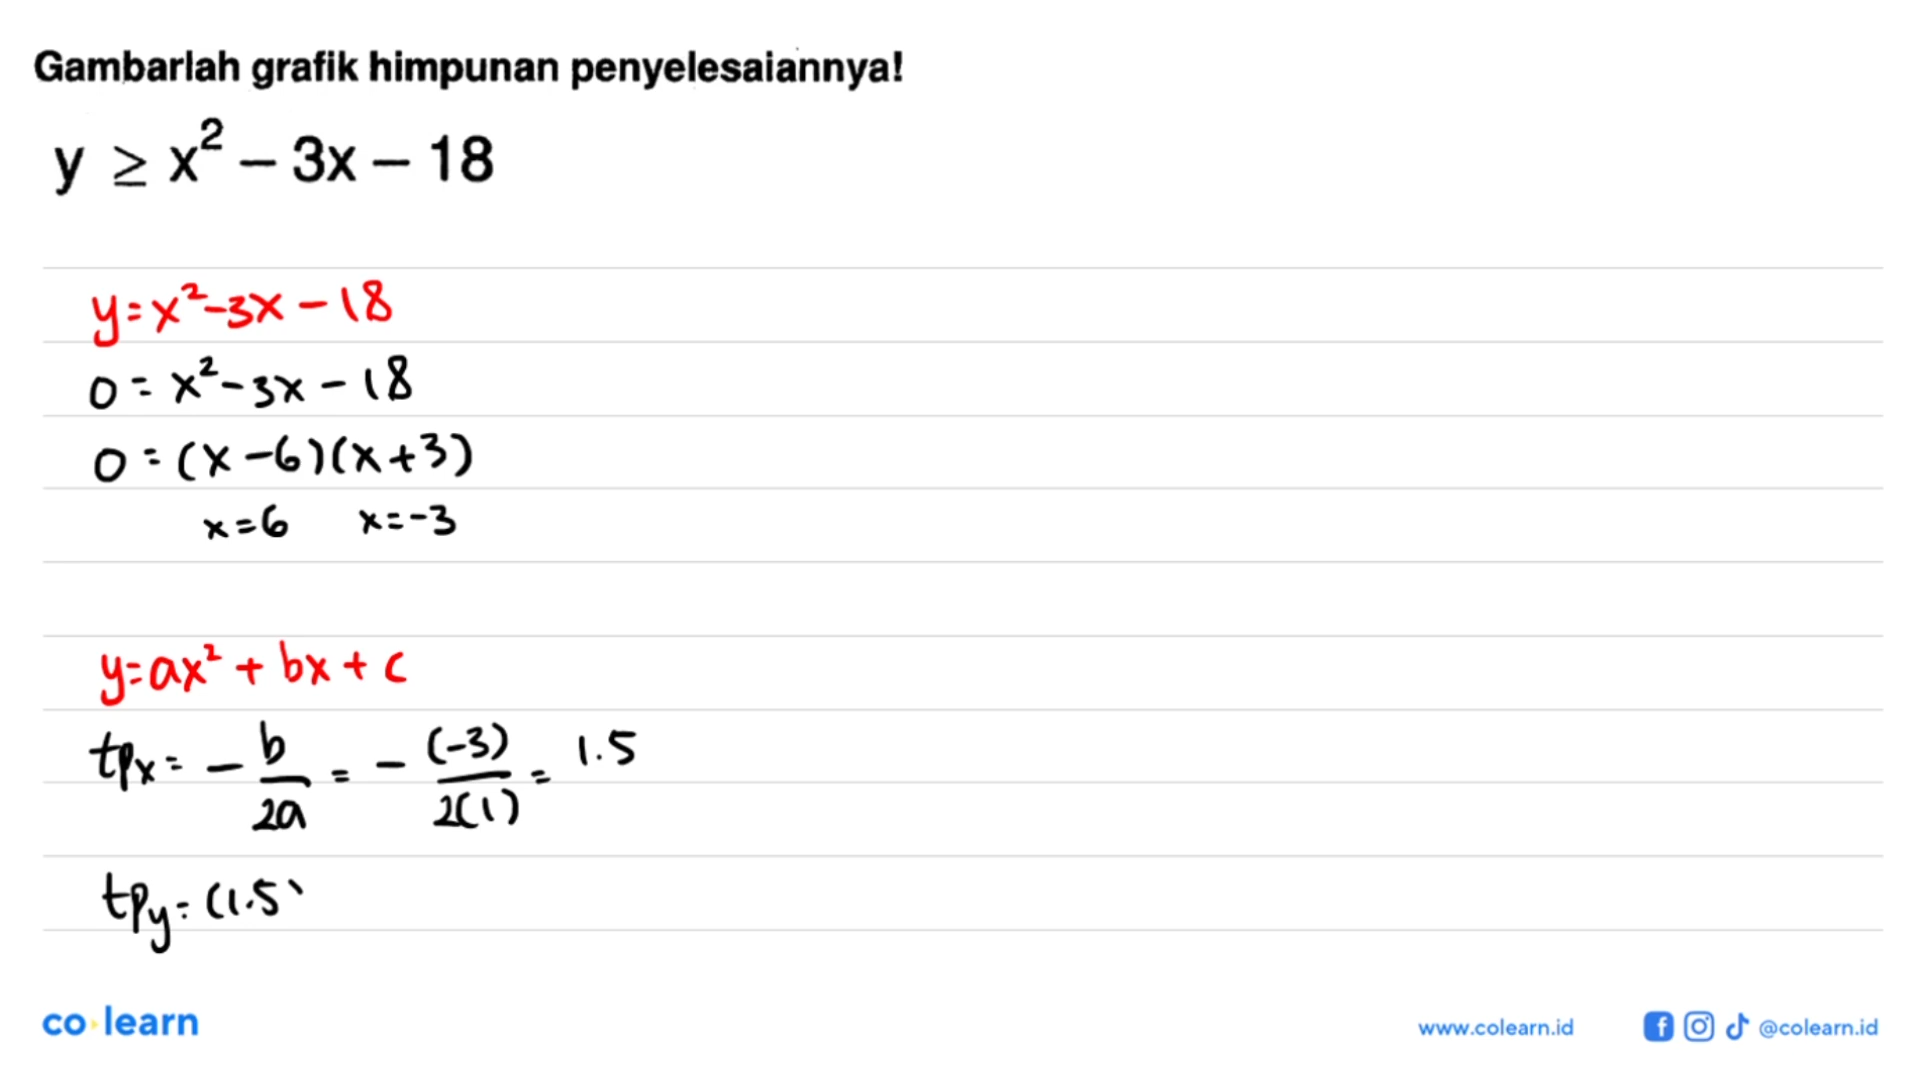 Gambarlah grafik himpunan penyelesaiannya!
y ≥ x² - 3x - 18
y = x² - 3x - 18
0 = x² - 3x - 18
0 = (x - 6)(x + 3)
x = 6 x = -3
y = ax² + bx + c
tpx = - b/2a = - (-3)/2(1) = 1.5
tpy = (1.5)
co learn
www.colearn.id @colearn.id